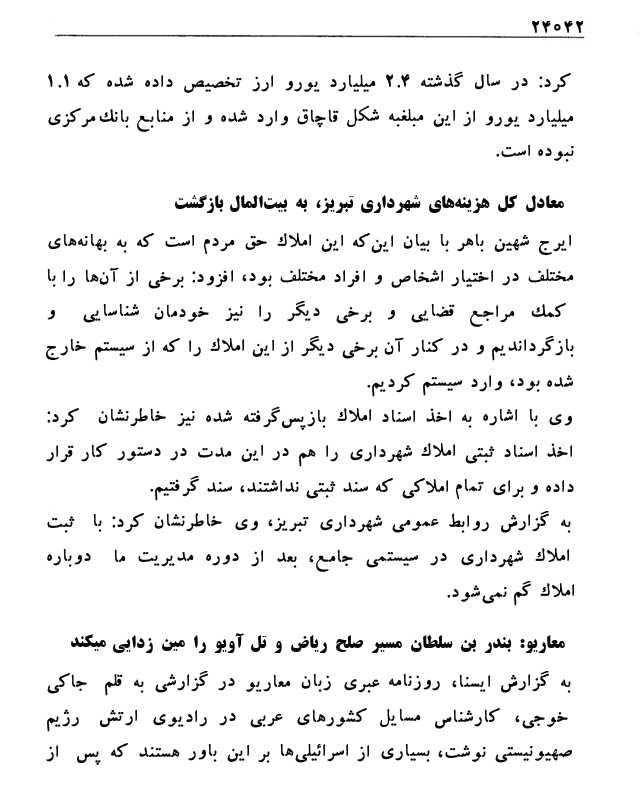 ۲۴۰۴۲
کرد: در سال گذشته ۲.۴ میلیارد یورو ارز تخصیص داده شده که ۱.۱
میلیارد یورو از این مبلغبه شکل قاچاق وارد شده و از منابع بانك مرکزی
نبوده است.
معادل کل هزینه‌های شهرداری تبریز، به بیت‌المال بازگشت
ایرج شهین باهر با بیان این‌که این املاك حق مردم است که به بهانه‌های
مختلف در اختیار اشخاص و افراد مختلف بود، افزود: برخی از آن‌ها را با
کمك مراجع قضایی و برخی دیگر را نیز خودمان شناسایی و
بازگرداندیم و در کنار آن برخی دیگر از این املاك را که از سیستم خارج
شده بود، وارد سیستم کردیم.
وی با اشاره به اخذ اسناد املاك بازپس‌گرفته شده نیز خاطرنشان کرد:
اخذ اسناد ثبتی املاك شهرداری را هم در این مدت در دستور کار قرار
داده و برای تمام املاکی که سند ثبتی نداشتند، سند گرفتیم.
به گزارش روابط عمومی شهرداری تبریز، وی خاطرنشان کرد: با ثبت
املاك شهرداری در سیستمی جامع، بعد از دوره مدیریت ما دوباره
املاك گم نمی‌شود.
معاریو: بندر بن سلطان مسیر صلح ریاض و تل آویو را مین زدایی میکند
به گزارش ایسنا، روزنامه عبری زبان معاریو در گزارشی به قلم جاکی
خوجی، کارشناس مسایل کشورهای عربی در رادیوی ارتش رژیم
صهیونیستی نوشت، بسیاری از اسرائیلی‌ها بر این باور هستند که پس از